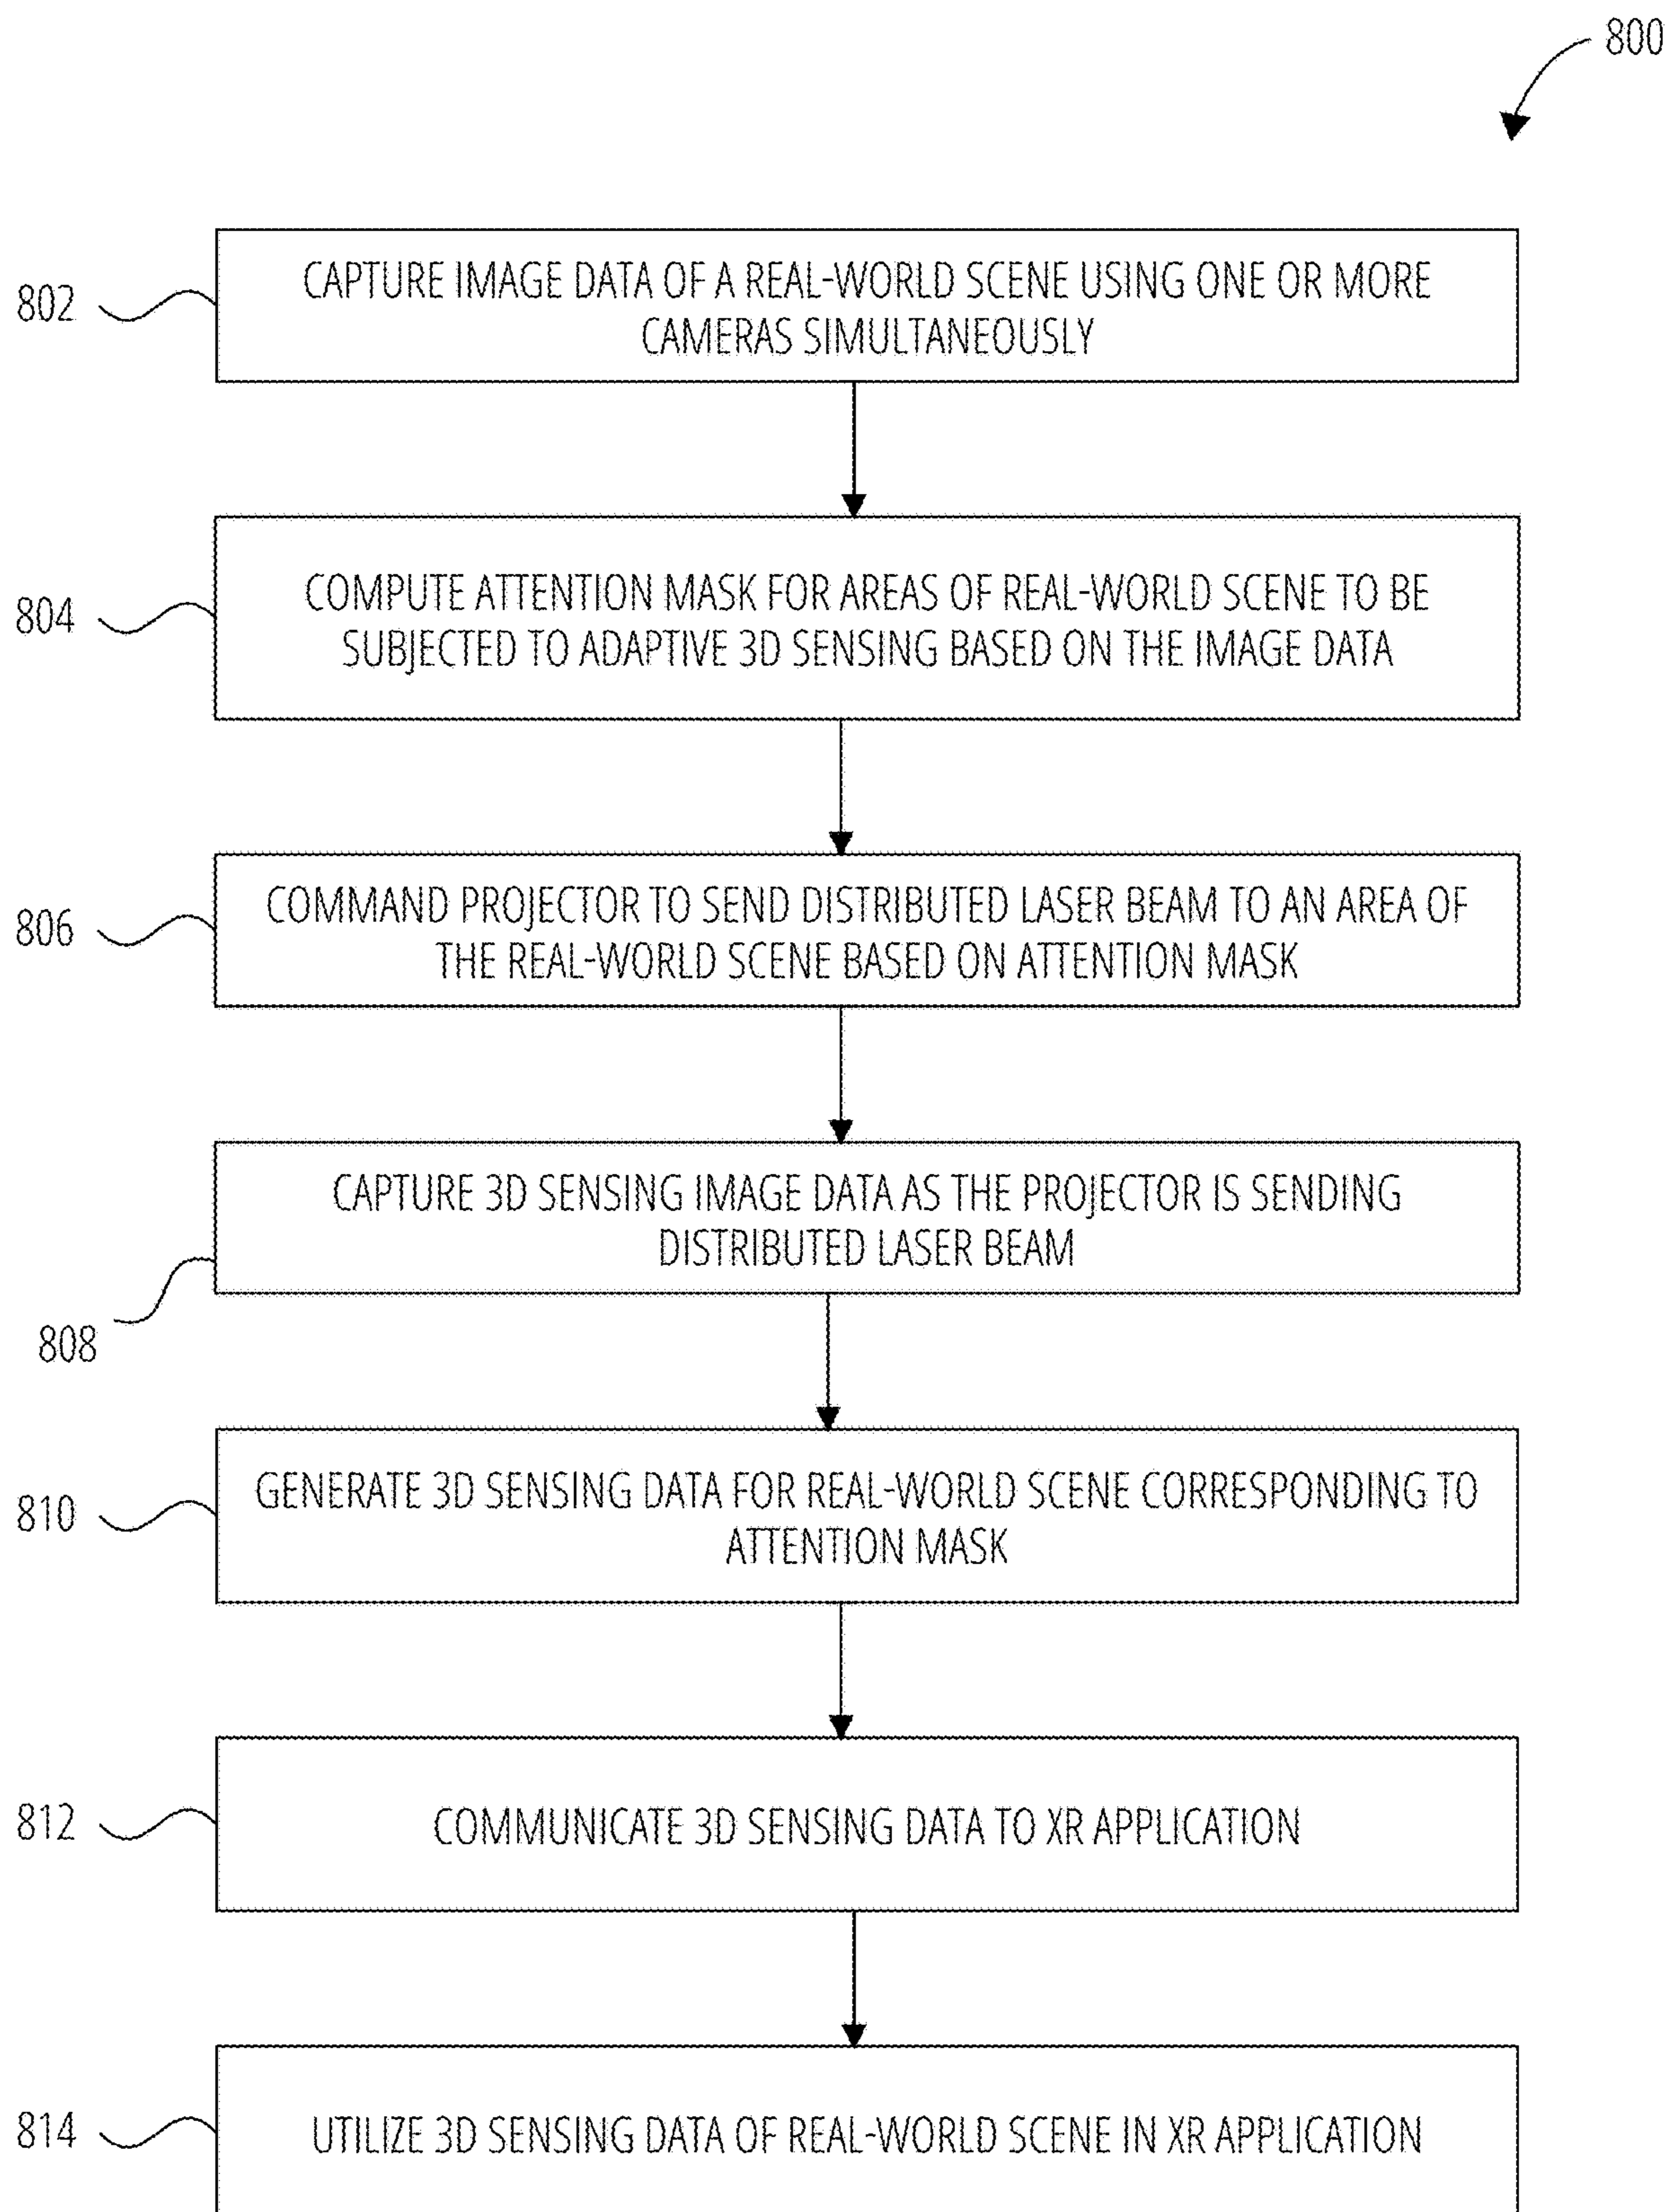 800
802
CAPTURE IMAGE DATA OF A REAL-WORLD SCENE USING ONE OR MORE
CAMERAS SIMULTANEOUSLY
804
COMPUTE ATTENTION MASK FOR AREAS OF REAL-WORLD SCENE TO BE
SUBJECTED TO ADAPTIVE 3D SENSING BASED ON THE IMAGE DATA
806
COMMAND PROJECTOR TO SEND DISTRIBUTED LASER BEAM TO AN AREA OF
THE REAL-WORLD SCENE BASED ON ATTENTION MASK
CAPTURE 3D SENSING IMAGE DATA AS THE PROJECTOR IS SENDING
DISTRIBUTED LASER BEAM
808
810
GENERATE 3D SENSING DATA FOR REAL-WORLD SCENE CORRESPONDING TO
ATTENTION MASK
812
COMMUNICATE 3D SENSING DATA TO XR APPLICATION
814
UTILIZE 3D SENSING DATA OF REAL-WORLD SCENE IN XR APPLICATION